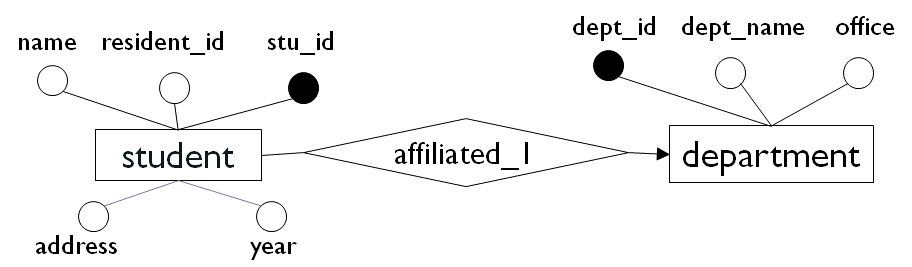 name resident_id stu_id
dept_id dept_name office
student
affiliated_1
department
address
year